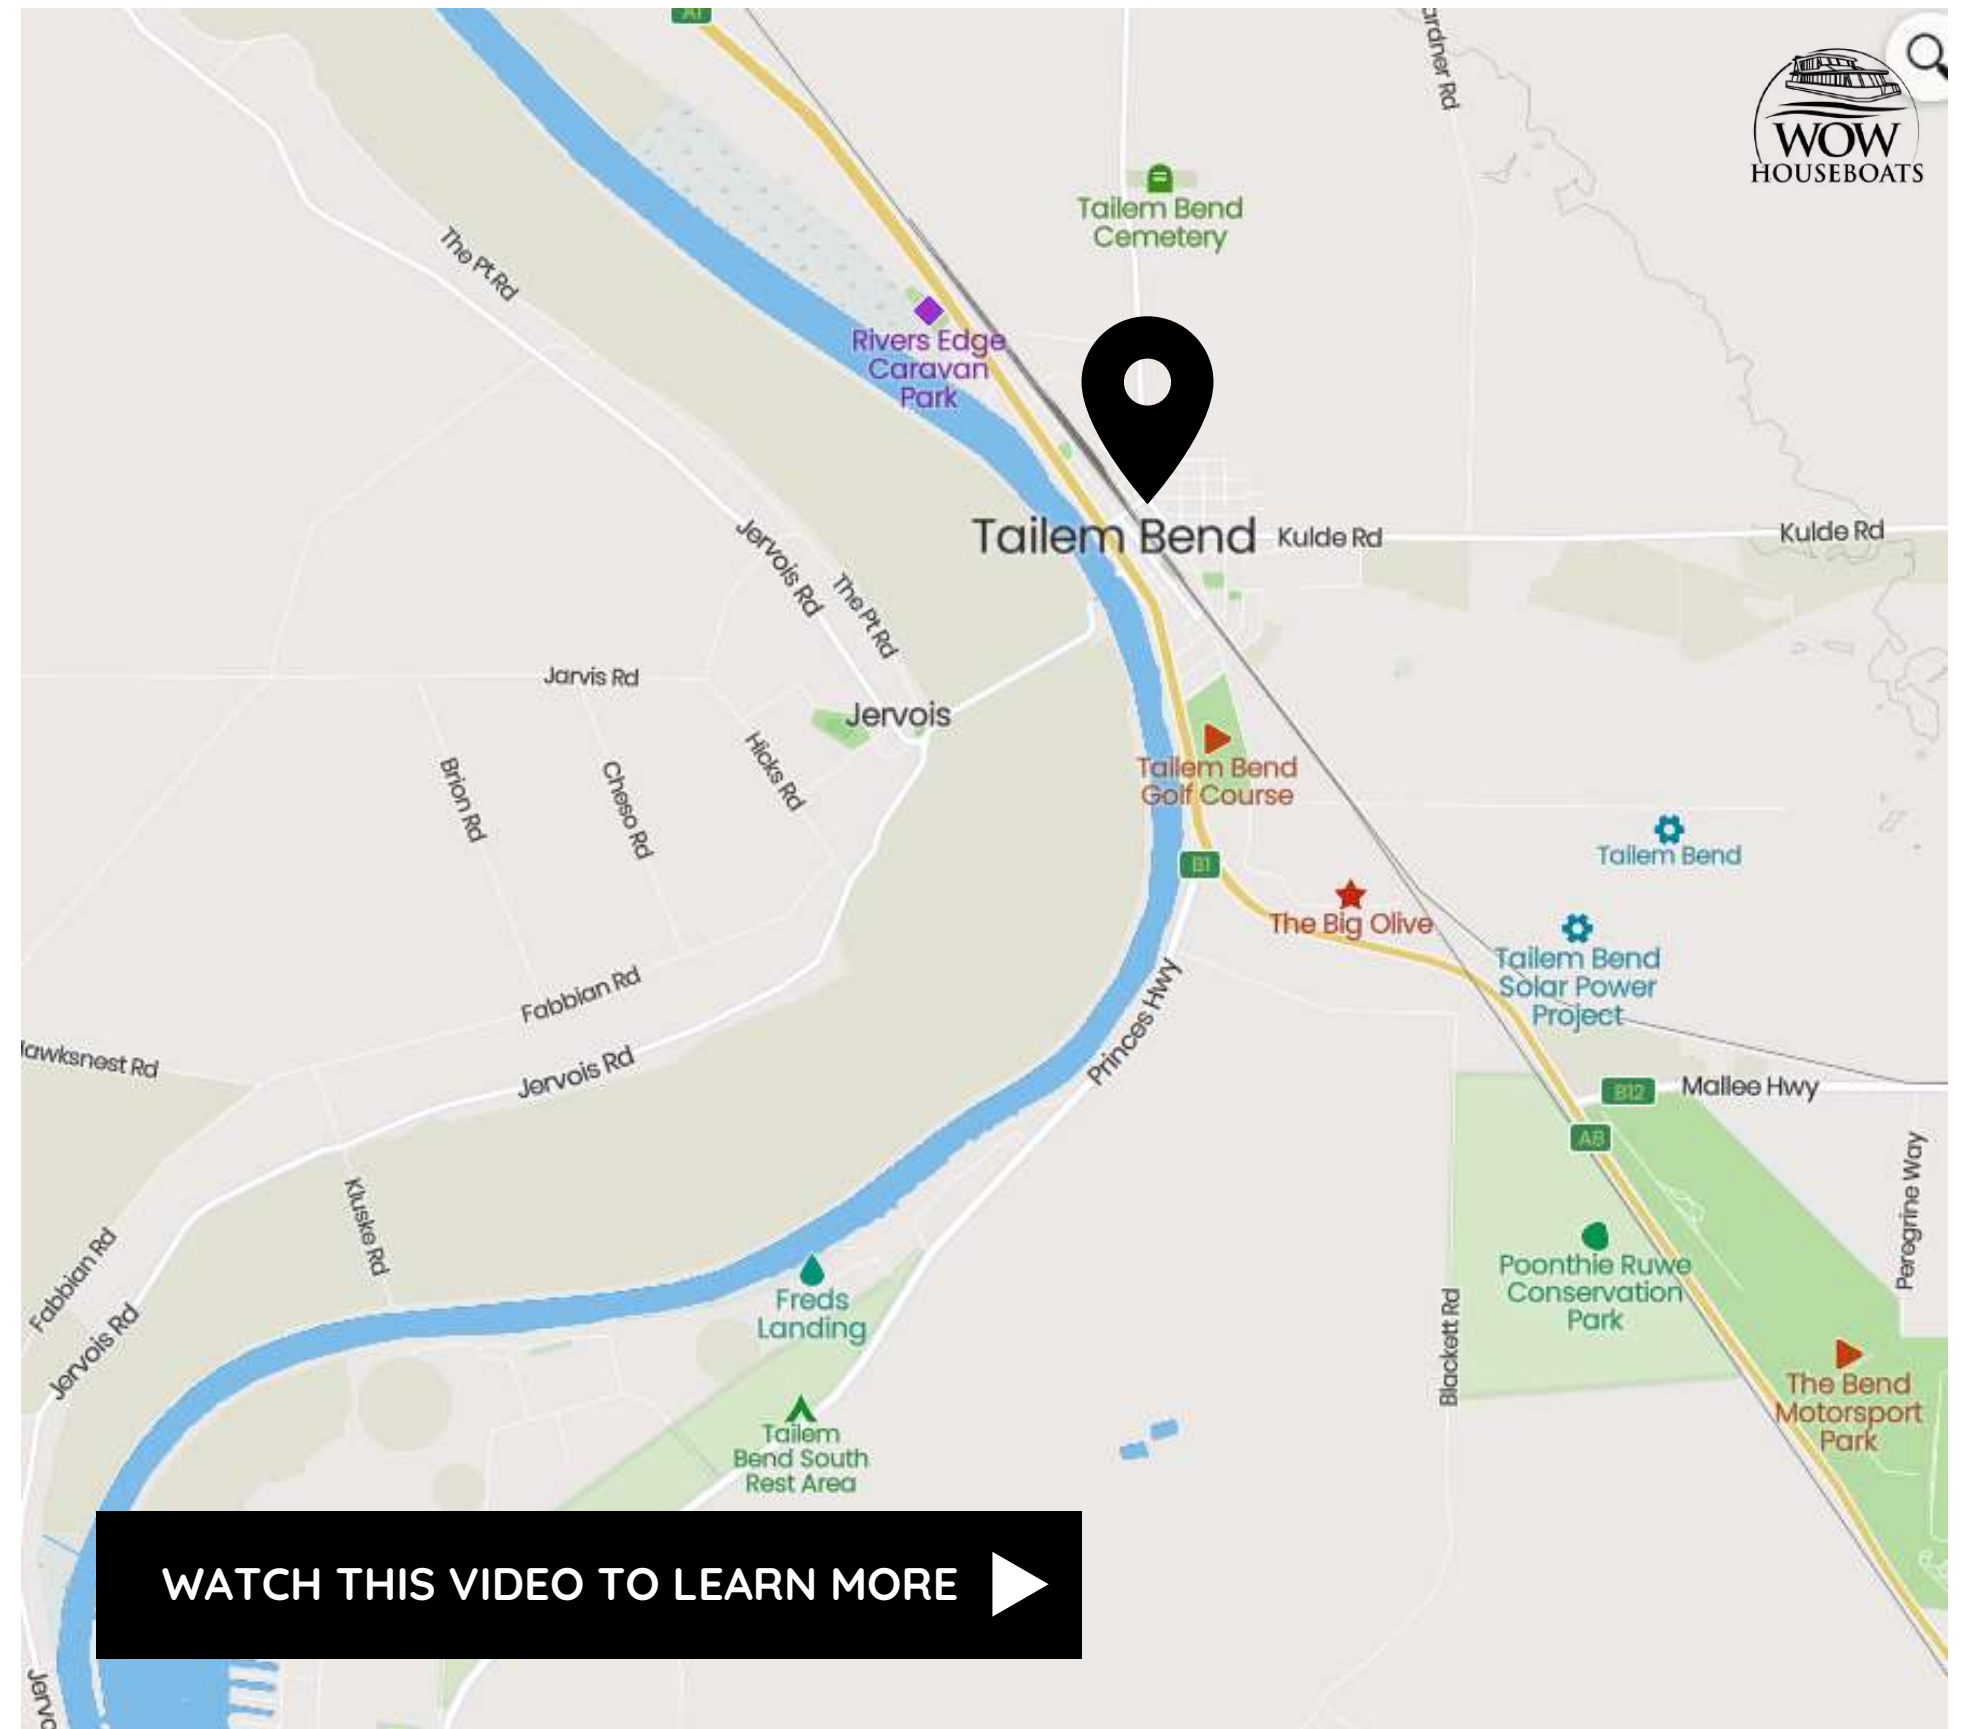 A1
ardner Rd
WOW
HOUSEBOATS
Tailem Bend
Cemetery
The Pt Rd
Rivers Edge
Caravan
Park
Tailem Bend
Kulde Rd
Kulde Rd
Jervois Rd
The Pt Rd
Jarvis Rd
Jervois
Hicks Rd
Brion Rd
Cheso Rd
Tailem Bend
Golf Course
Tailem Bend
B1
The Big Olive
Tailem Bend
Solar Power
Project
Fabbian Rd
Princes Hwy
Jervois Rd
lawksnest Rd
B12
Mallee Hwy
A8
Peregrine Way
Kluske Rd
Fabbian Rd
Poonthie Ruwe
Conservation
Park
Freds
Landing
Jervois Rd
Blackett Rd
The Bend
Motorsport
Park
Tailem
Bend South
Rest Area
WATCH THIS VIDEO TO LEARN MORE
Jervo